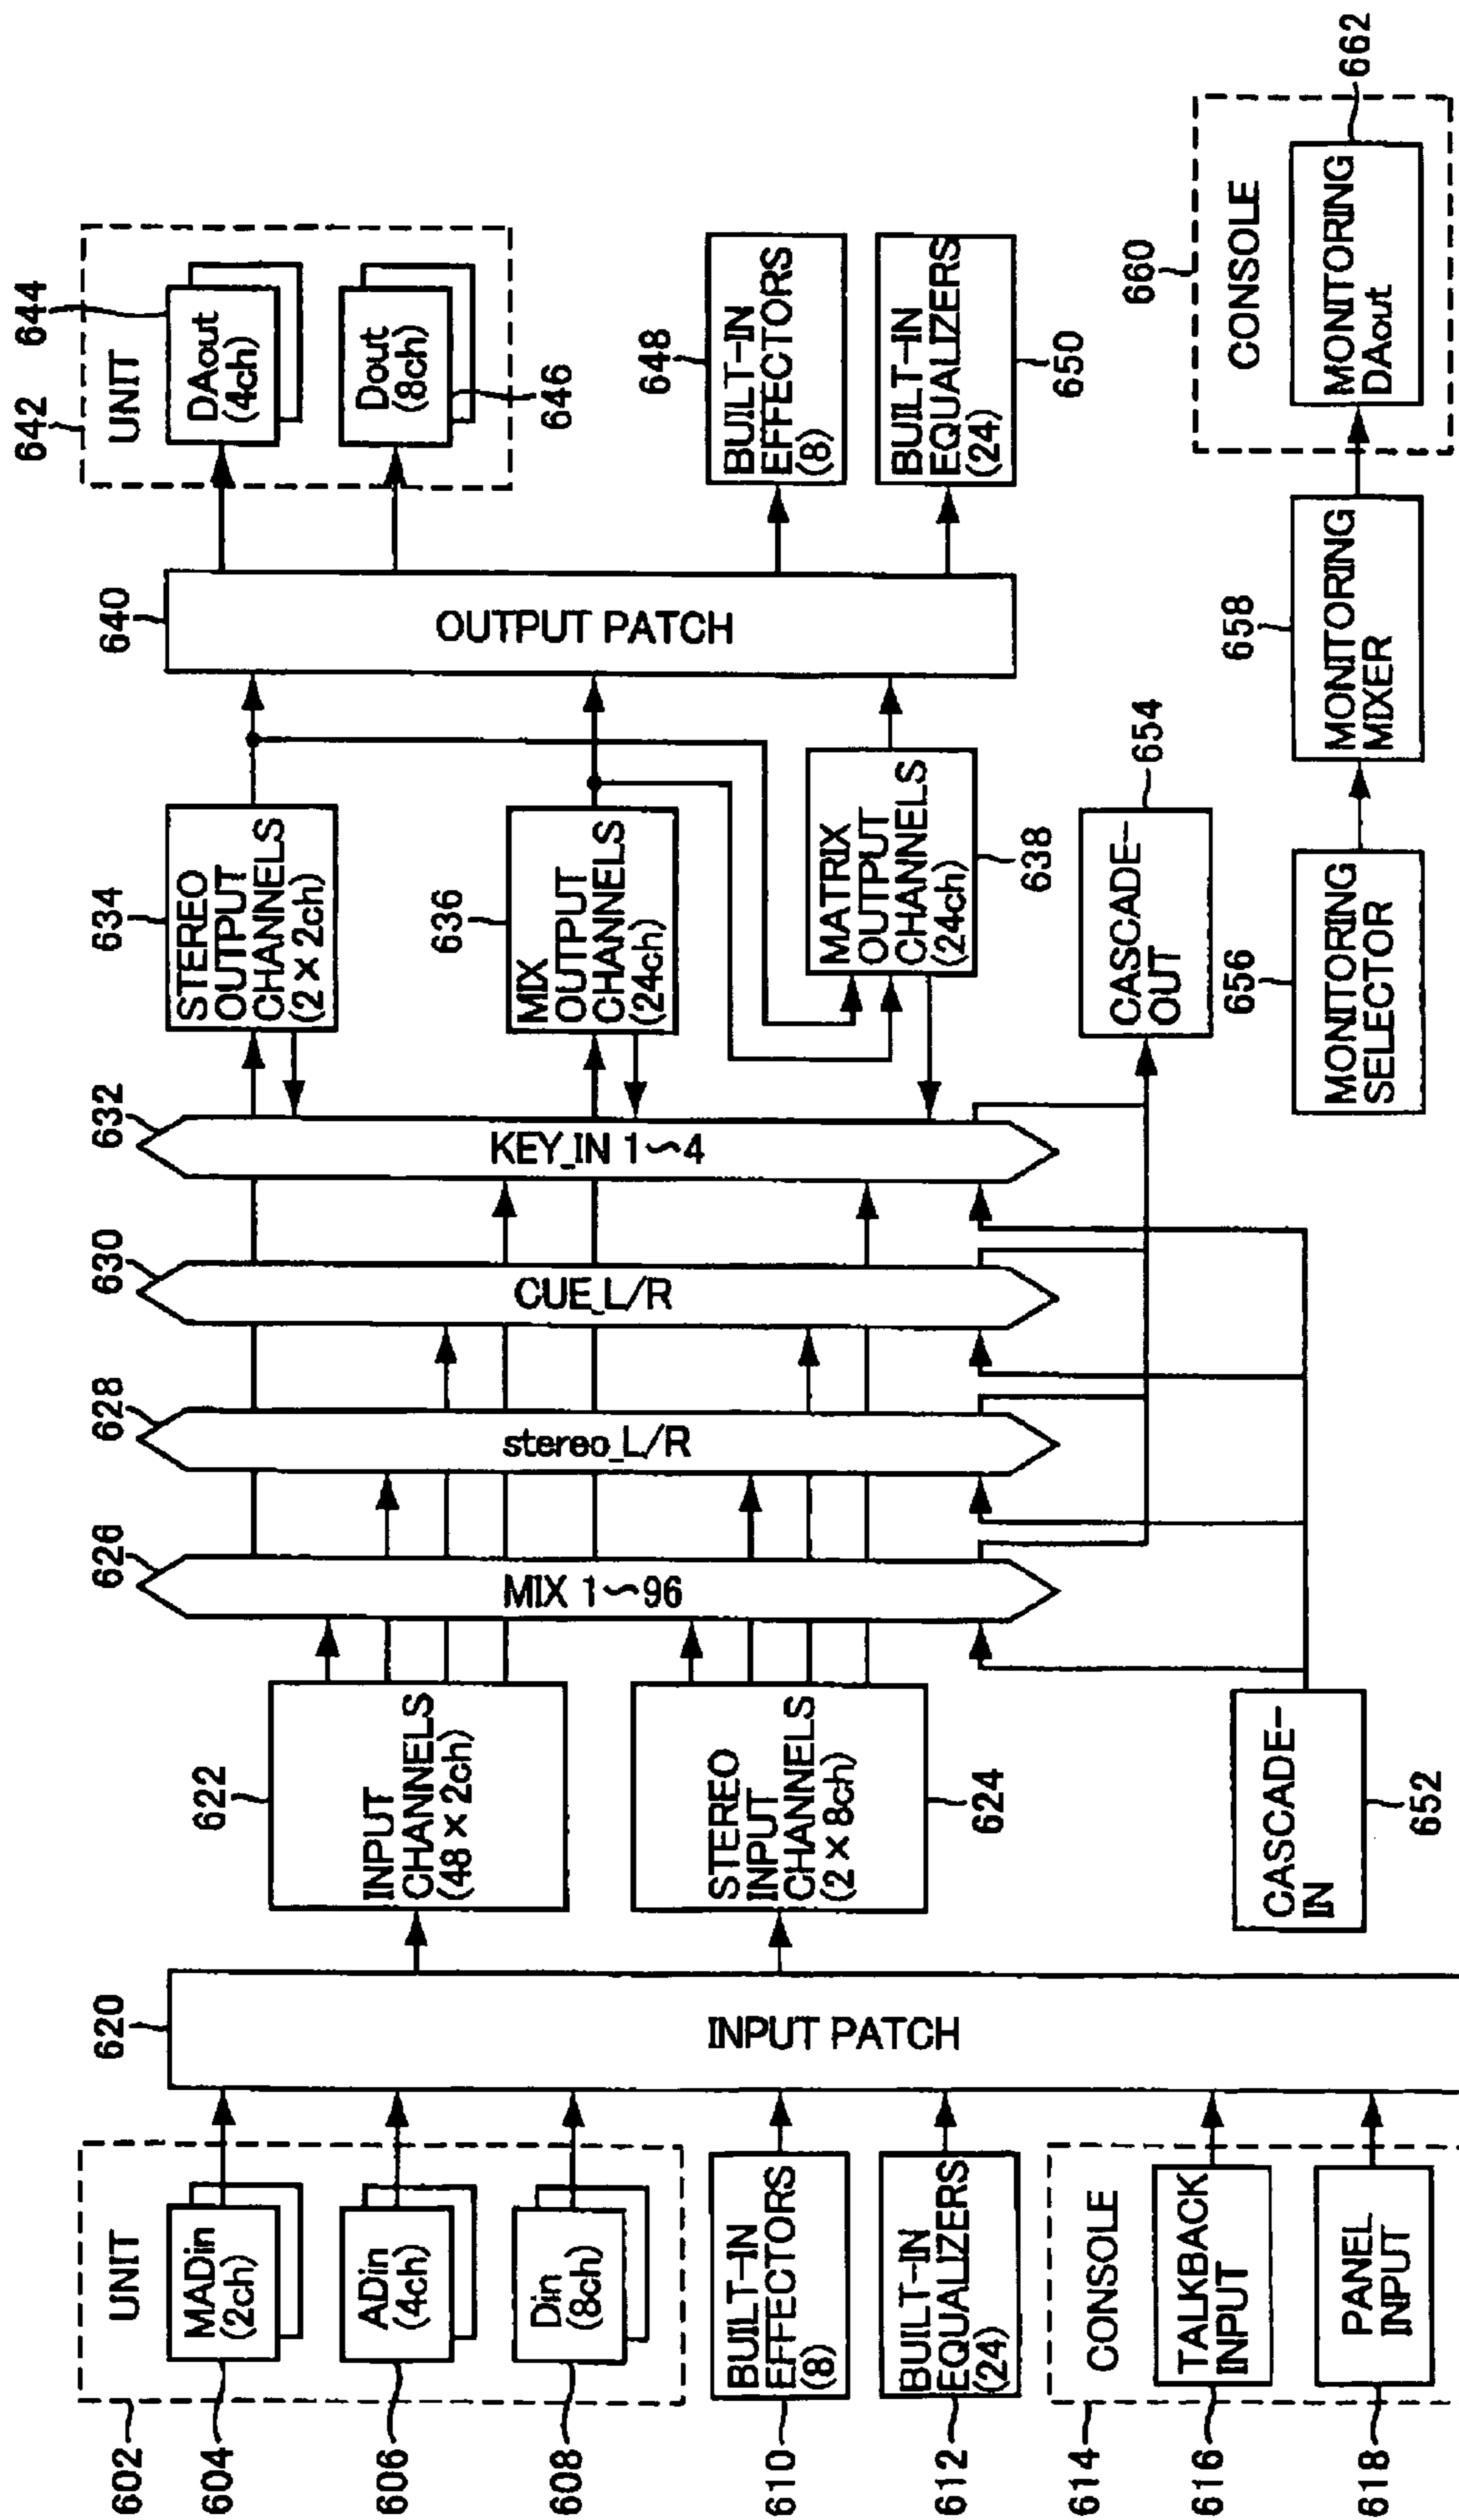 602
UNIT
604
MADin
(2ch)
606
ADin
(4ch)
608
Din
(8ch)
610
BUILT-IN
EFFECTORS
(8)
612
BUILT-IN
EQUALIZERS
(24)
614
CONSOLE
616
TALKBACK
INPUT
618
PANEL
INPUT
620
INPUT PATCH
622
INPUT
CHANNELS
(48×2ch)
624
STEREO
INPUT
CHANNELS
(2×8ch)
652
CASCADE-
IN
626
MIX 1~96
628
stereo_L/R
630
CUE_L/R
632
KEY_IN 1~4
634
STEREO
OUTPUT
CHANNELS
(2×2ch)
636
MIX
OUTPUT
CHANNELS
(24ch)
638
MATRIX
OUTPUT
CHANNELS
(24ch)
654
CASCADE-
OUT
656
MONITORING
SELECTOR
640
OUTPUT PATCH
658
MONITORING
MIXER
642
UNIT
644
DAout
(4ch)
646
Dout
(8ch)
648
BUILT-IN
EFFECTORS
(8)
650
BUILT-IN
EQUALIZERS
(24)
660
CONSOLE
662
MONITORING
DAout